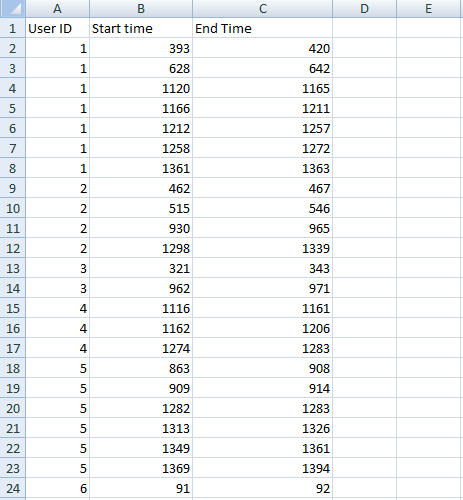 A B C D E
1 User ID Start time End Time
2 1 393 420
3 1 628 642
4 1 1120 1165
5 1 1166 1211
6 1 1212 1257
7 1 1258 1272
8 1 1361 1363
9 2 462 467
10 2 515 546
11 2 930 965
12 2 1298 1339
13 3 321 343
14 3 962 971
15 4 1116 1161
16 4 1162 1206
17 4 1274 1283
18 5 863 908
19 5 909 914
20 5 1282 1283
21 5 1313 1326
22 5 1349 1361
23 5 1369 1394
24 6 91 92